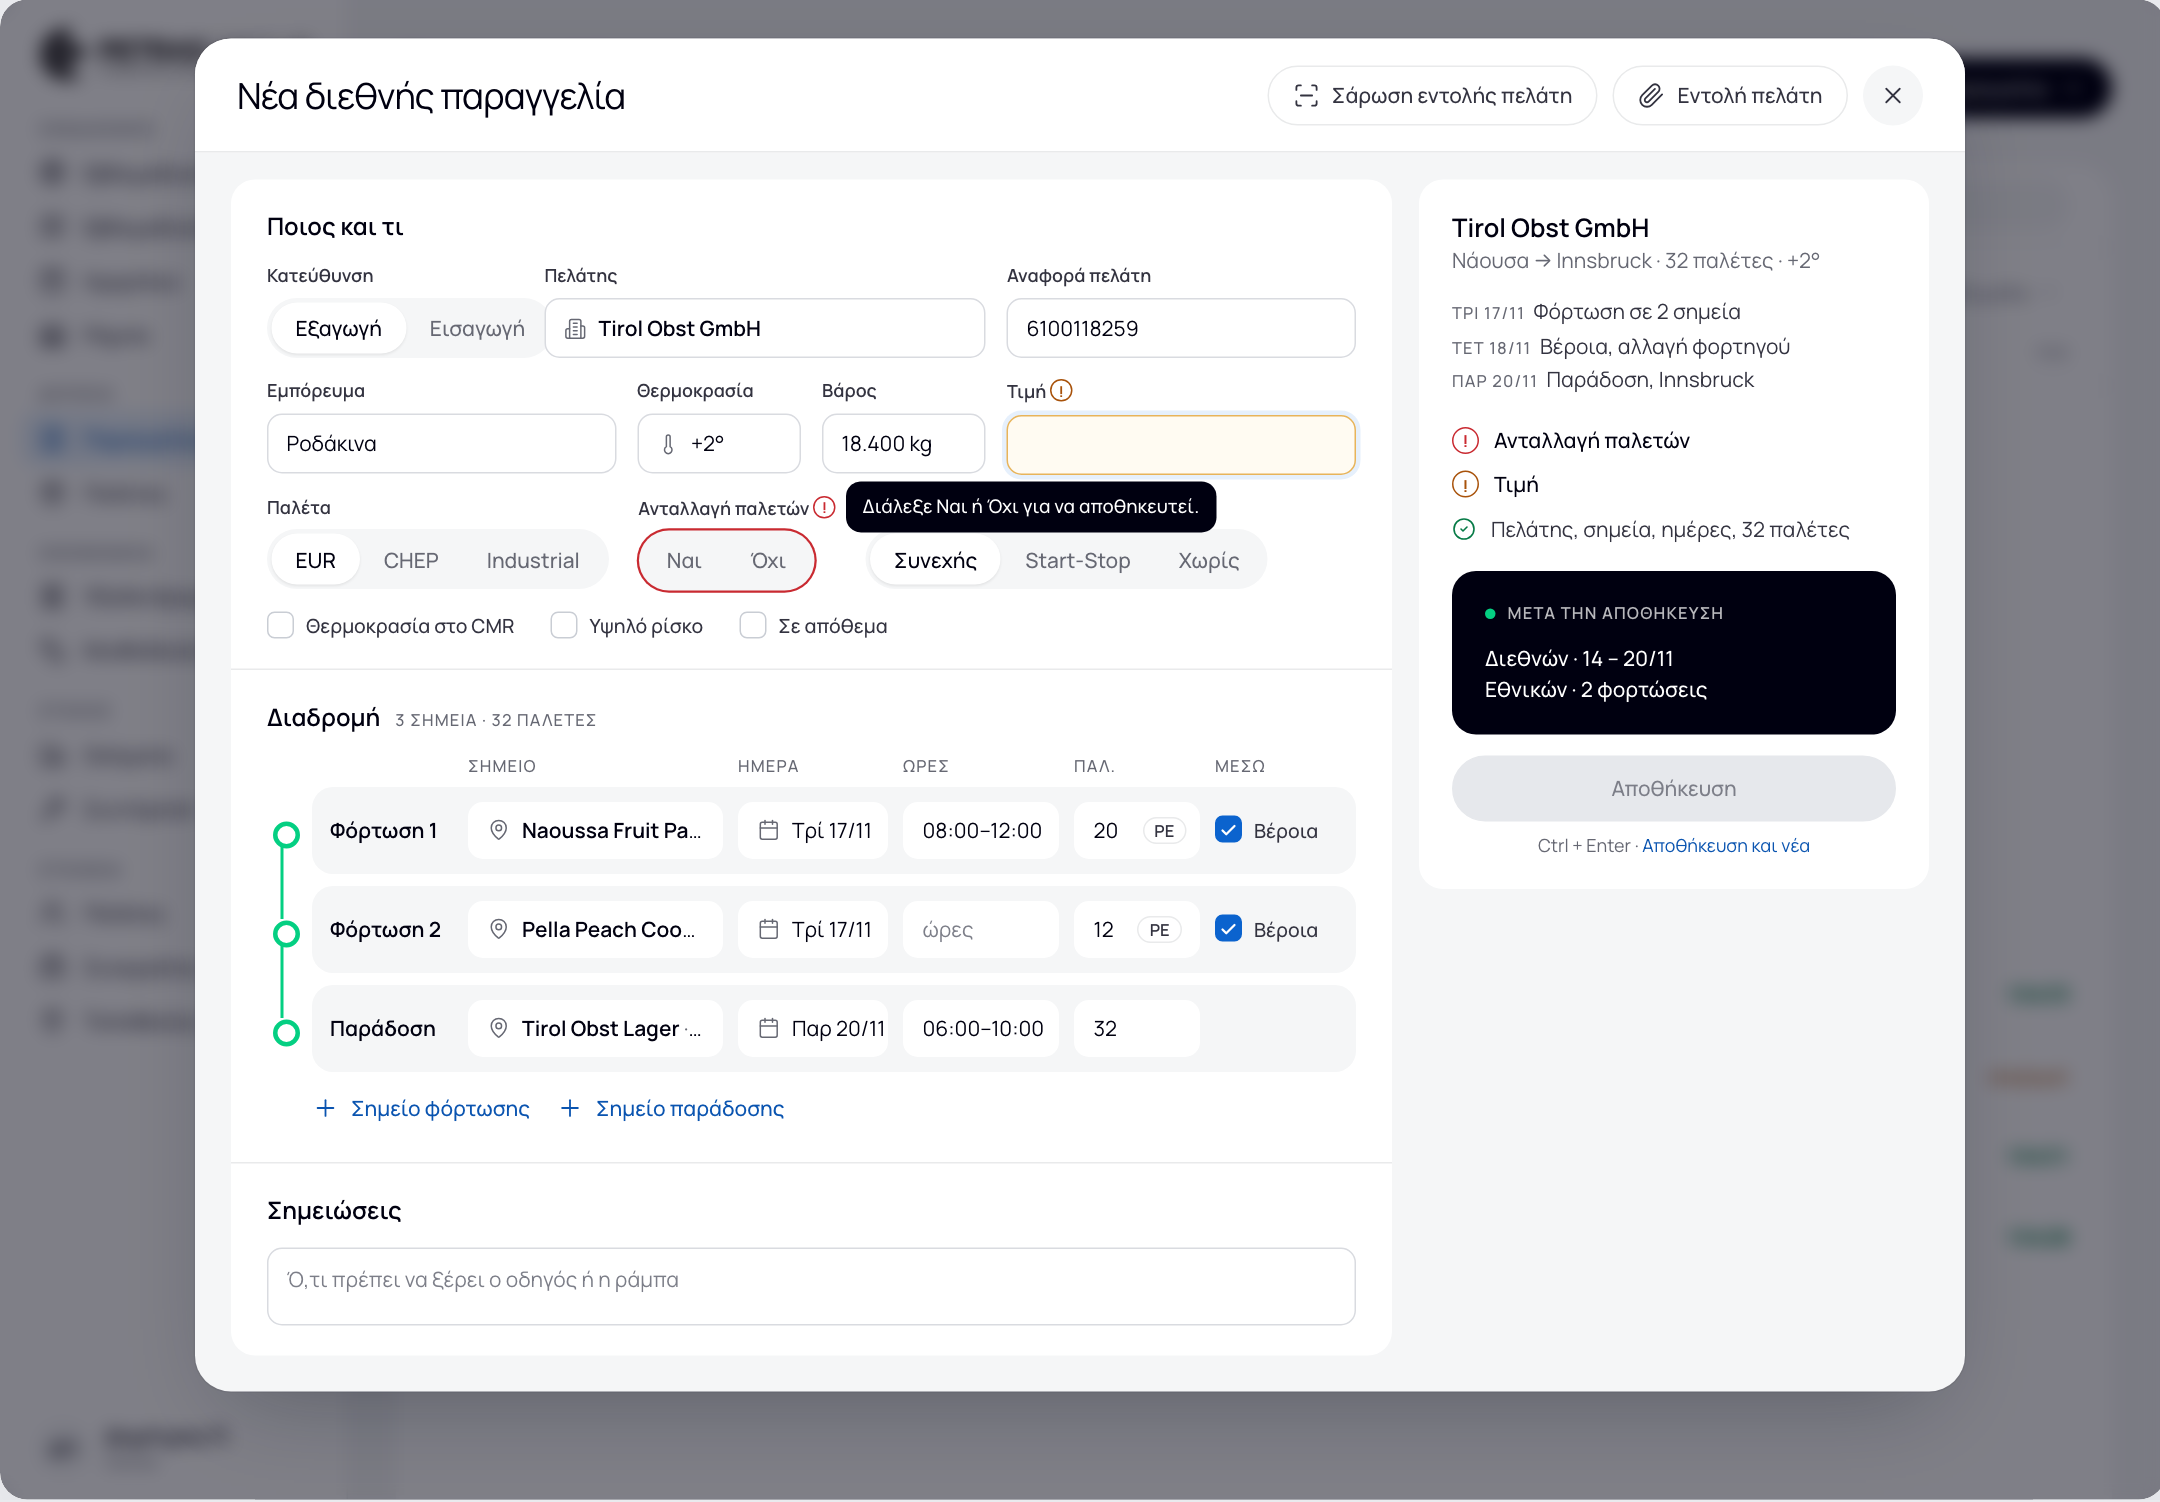 Νέα διεθνής παραγγελία
Σάρωση εντολής πελάτη
Εντολή πελάτη
Ποιος και τι
Κατεύθυνση
Πελάτης
Αναφορά πελάτη
Εξαγωγή
Εισαγωγή
Tirol Obst GmbH
6100118259
Εμπόρευμα
Θερμοκρασία
Βάρος
Τιμή
Ροδάκινα
+2°
18.400 kg
Παλέτα
Ανταλλαγή παλετών
Διάλεξε Ναι ή Όχι για να αποθηκευτεί.
EUR
CHEP
Industrial
Ναι
Όχι
Συνεχής
Start-Stop
Χωρίς
Θερμοκρασία στο CMR
Υψηλό ρίσκο
Σε απόθεμα
Διαδρομή
3 ΣΗΜΕΙΑ · 32 ΠΑΛΕΤΕΣ
ΣΗΜΕΙΟ
ΗΜΕΡΑ
ΩΡΕΣ
ΠΑΛ.
ΜΕΣΩ
Φόρτωση 1
Naoussa Fruit Pa...
Τρί 17/11
08:00–12:00
20
PE
Βέροια
Φόρτωση 2
Pella Peach Coo...
Τρί 17/11
ώρες
12
PE
Βέροια
Παράδοση
Tirol Obst Lager ·...
Παρ 20/11
06:00–10:00
32
+ Σημείο φόρτωσης
+ Σημείο παράδοσης
Σημειώσεις
Ό,τι πρέπει να ξέρει ο οδηγός ή η ράμπα
Tirol Obst GmbH
Νάουσα → Innsbruck · 32 παλέτες · +2°
ΤΡΙ 17/11 Φόρτωση σε 2 σημεία
ΤΕΤ 18/11 Βέροια, αλλαγή φορτηγού
ΠΑΡ 20/11 Παράδοση, Innsbruck
Ανταλλαγή παλετών
Τιμή
Πελάτης, σημεία, ημέρες, 32 παλέτες
ΜΕΤΑ ΤΗΝ ΑΠΟΘΗΚΕΥΣΗ
Διεθνών · 14 – 20/11
Εθνικών · 2 φορτώσεις
Αποθήκευση
Ctrl + Enter · Αποθήκευση και νέα